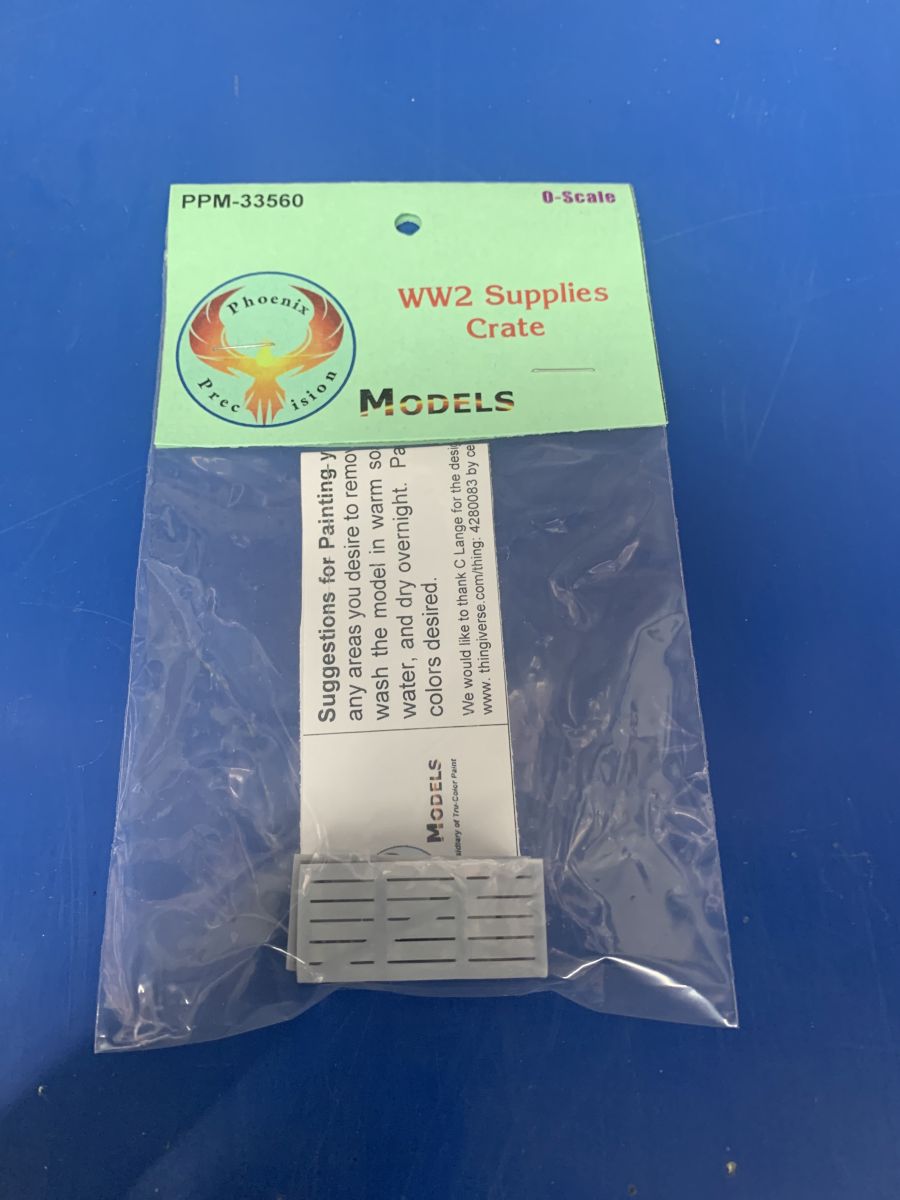 PPM-33560
O-Scale
Phoenix
Precision
MODELS
WW2 Supplies
Crate
Suggestions for Painting y
any areas you desire to remov
wash the model in warm so
water, and dry overnight. Pa
colors desired.
We would like to thank C Lange for the desig
www. thingiverse.com/thing: 4280083 by ce
MODELS
of Tru-Color Paint